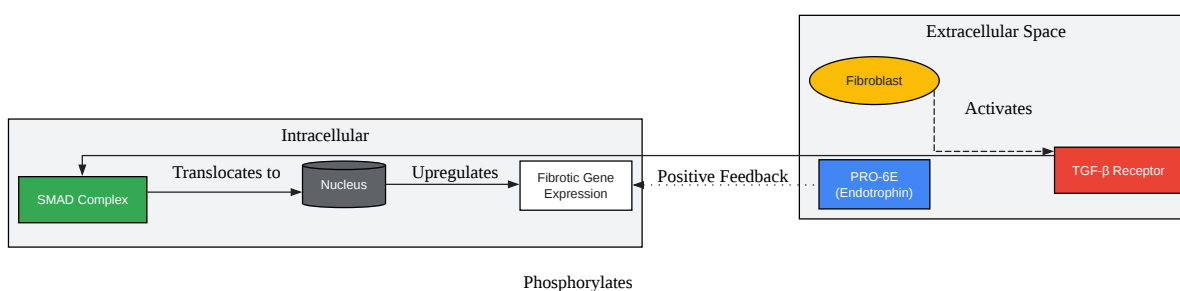 Extracellular Space
Fibroblast
Activates
Intracellular
Translocates to
Nucleus
Upregulates
Fibrotic Gene
Expression
Positive Feedback
PRO-6E
(Endotrophin)
TGF-β Receptor
SMAD Complex
Phosphorylates